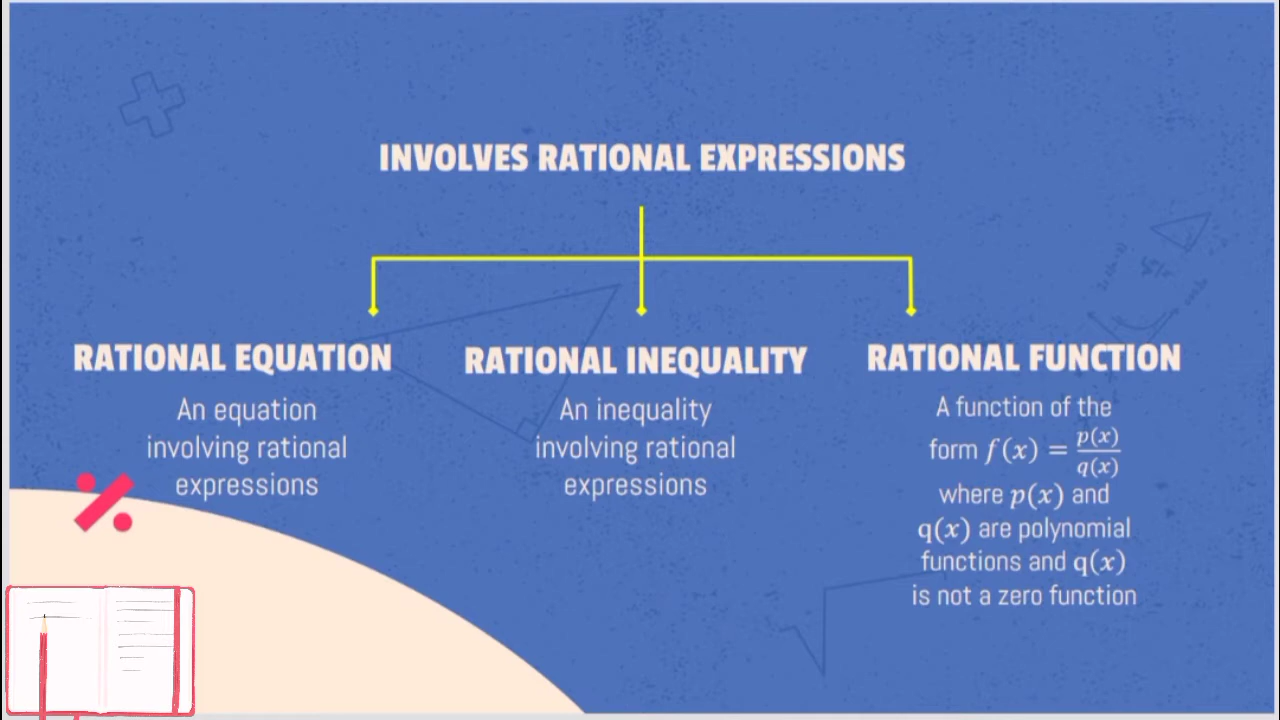 INVOLVES RATIONAL EXPRESSIONS
RATIONAL EQUATION
An equation
involving rational
expressions
RATIONAL INEQUALITY
An inequality
involving rational
expressions
RATIONAL FUNCTION
A function of the
form f(x) = p(x)/q(x)
where p(x) and
q(x) are polynomial
functions and q(x)
is not a zero function